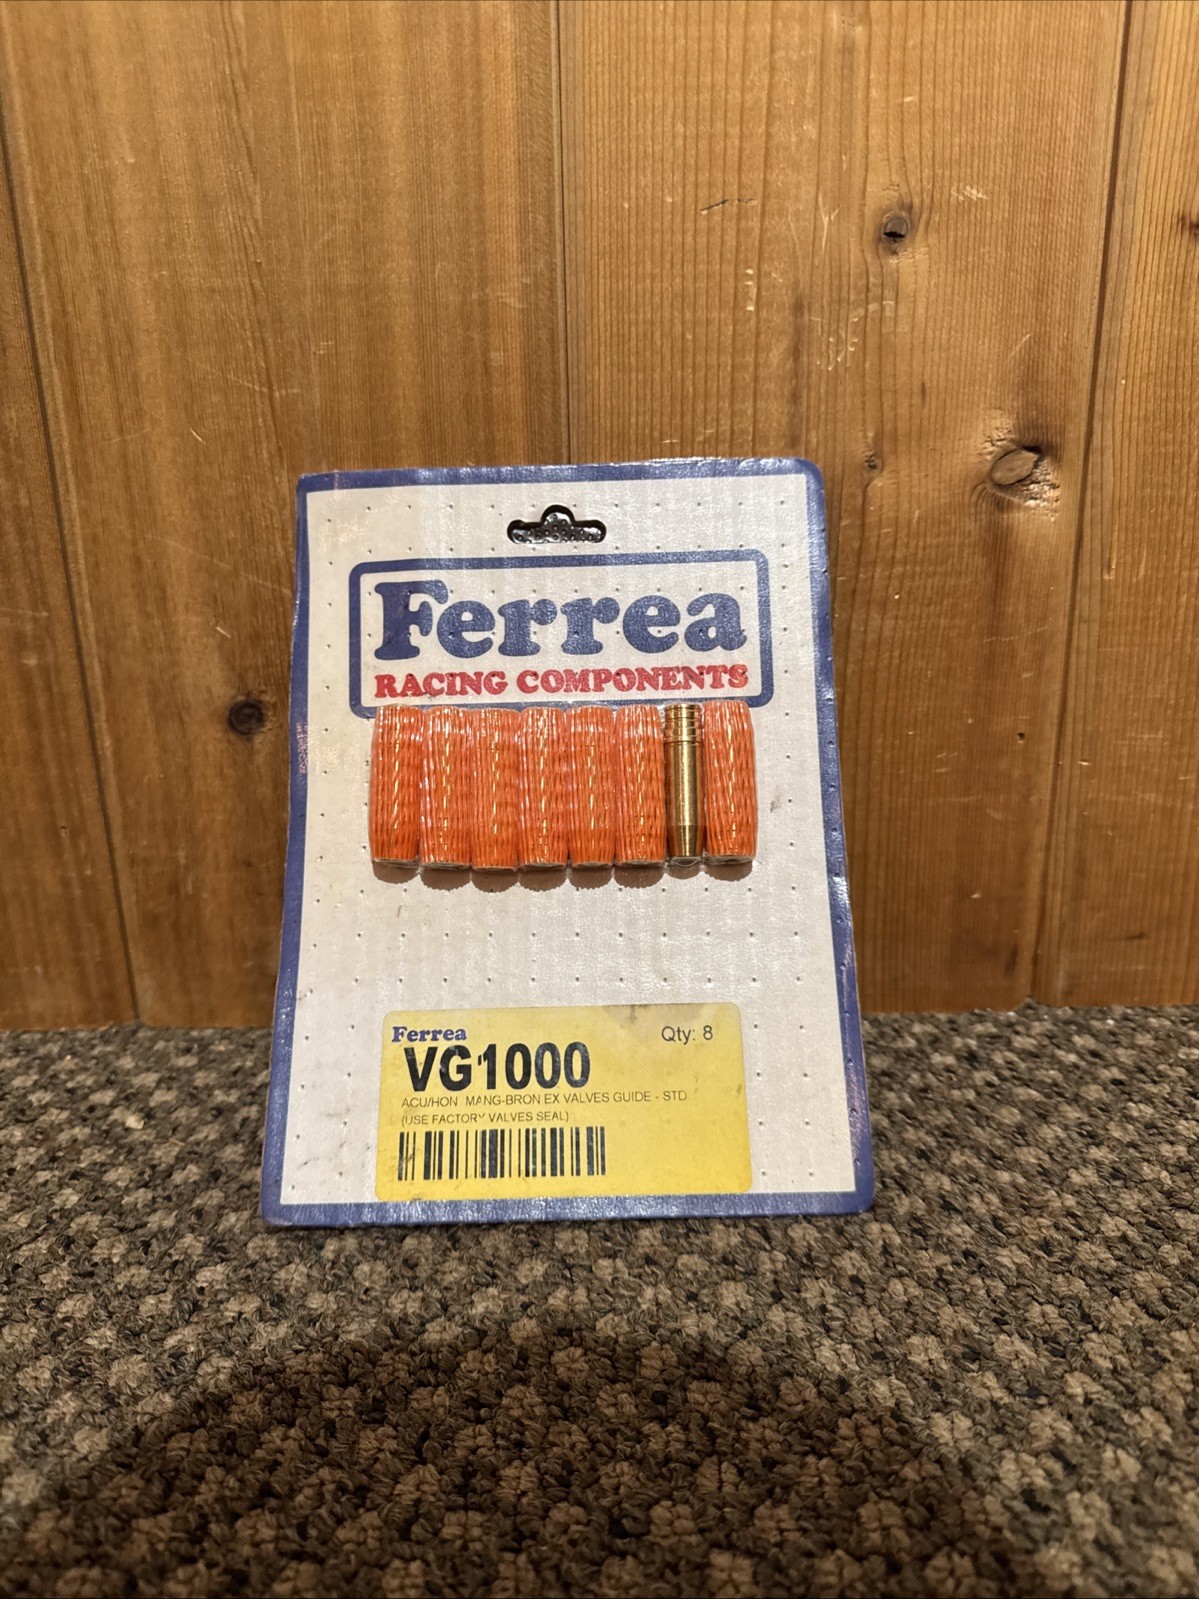 Ferrea
RACING COMPONENTS
Ferrea
Qty: 8
VG1000
ACU/HON MANG-BRON EX VALVES GUIDE - STD
(USE FACTORY VALVES SEAL)